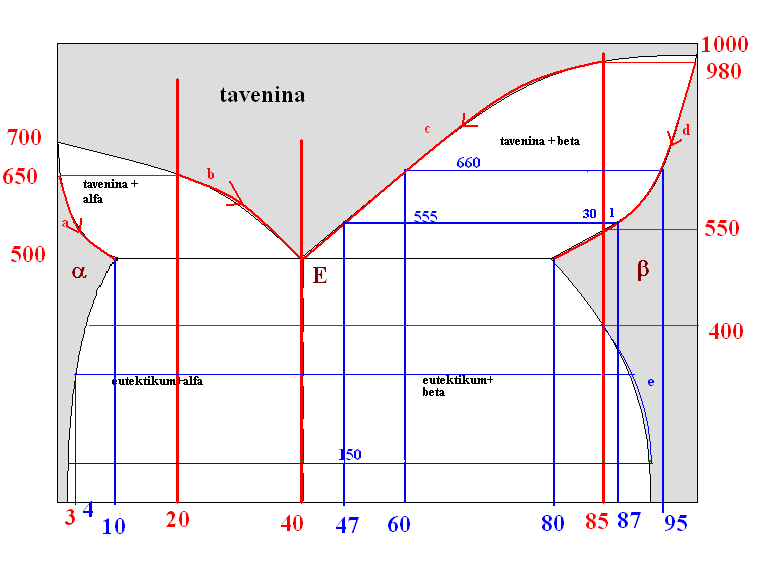 1000
tavenina
980
700
c
d
tavenina + beta
660
650
b
tavenina +
alfa
555
30
1
a
550
500
α
E
β
400
eutektikum+alfa
eutektikum+
beta
e
150
3
4
10
20
40
47
60
80
85
87
95